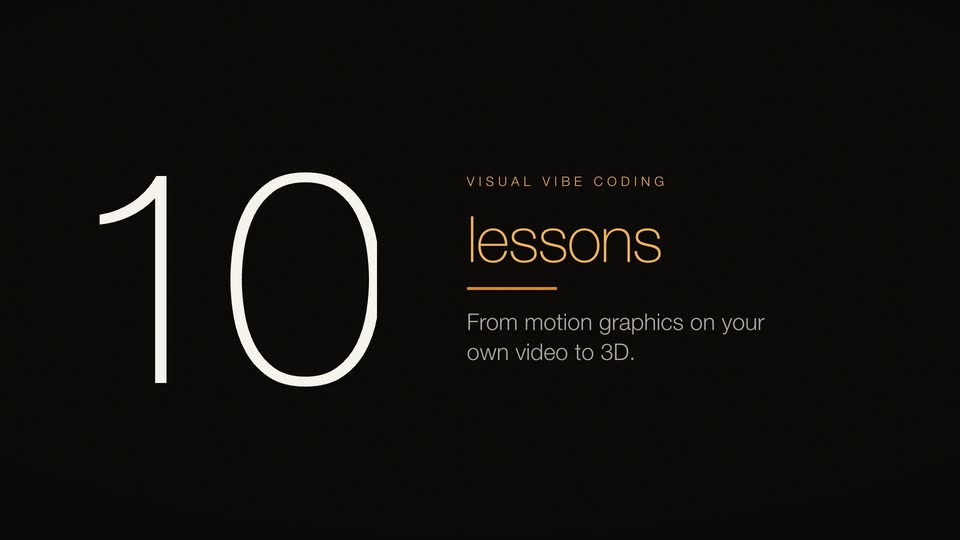 10
VISUAL VIBE CODING
lessons
From motion graphics on your
own video to 3D.